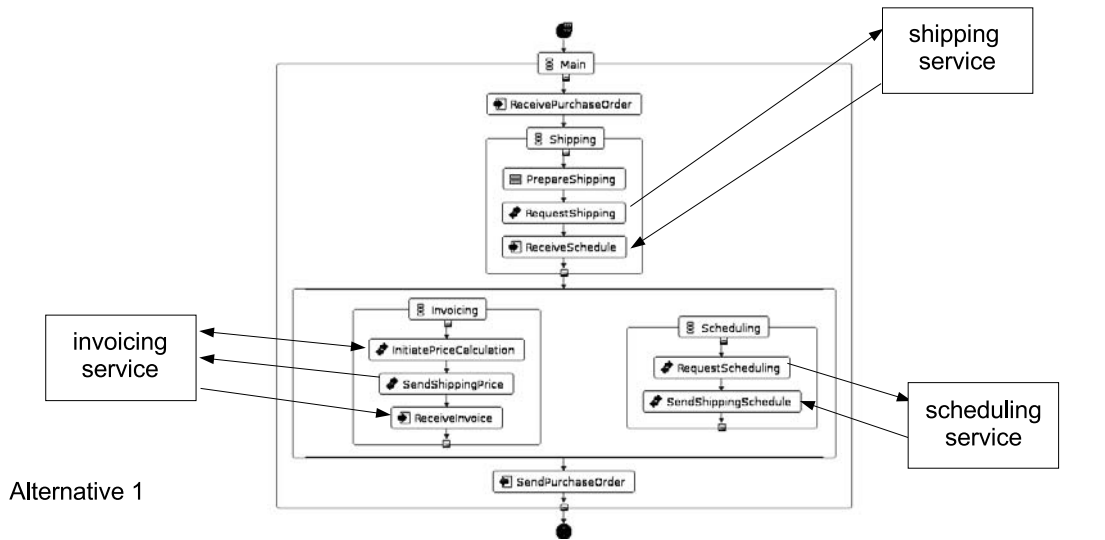 shipping
service
Main
ReceivePurchaseOrder
Shipping
PrepareShipping
RequestShipping
ReceiveSchedule
Invoicing
InitiatePriceCalculation
SendShippingPrice
ReceiveInvoice
invoicing
service
Scheduling
RequestScheduling
SendShippingSchedule
scheduling
service
SendPurchaseOrder
Alternative 1